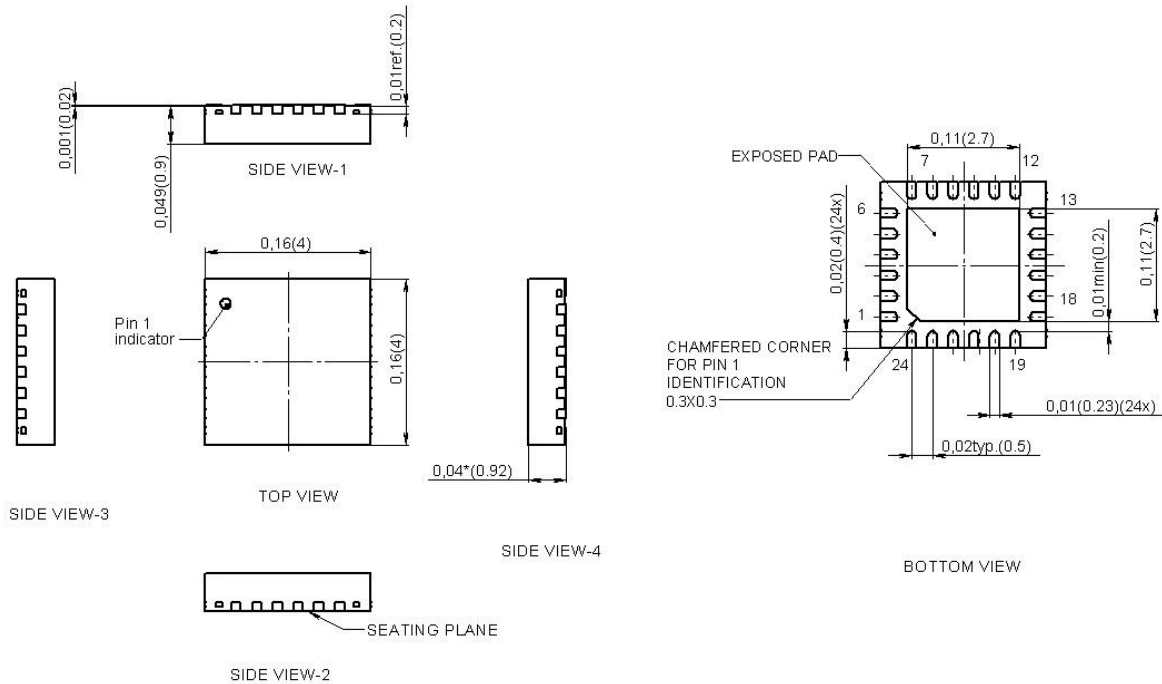 0,01ref.(0.2)
0,001(0.02)
0,049(0.9)
SIDE VIEW-1
0,16(4)
Pin 1
indicator
0,16(4)
TOP VIEW
SIDE VIEW-3
0,04*(0.92)
SIDE VIEW-4
SEATING PLANE
SIDE VIEW-2
0,11(2.7)
EXPOSED PAD
7
12
6
13
0,02(0.4)(24x)
0,01min(0.2)
0,11(2.7)
1
18
CHAMFERED CORNER
FOR PIN 1
IDENTIFICATION
0.3X0.3
24
19
0,01(0.23)(24x)
0,02typ.(0.5)
BOTTOM VIEW